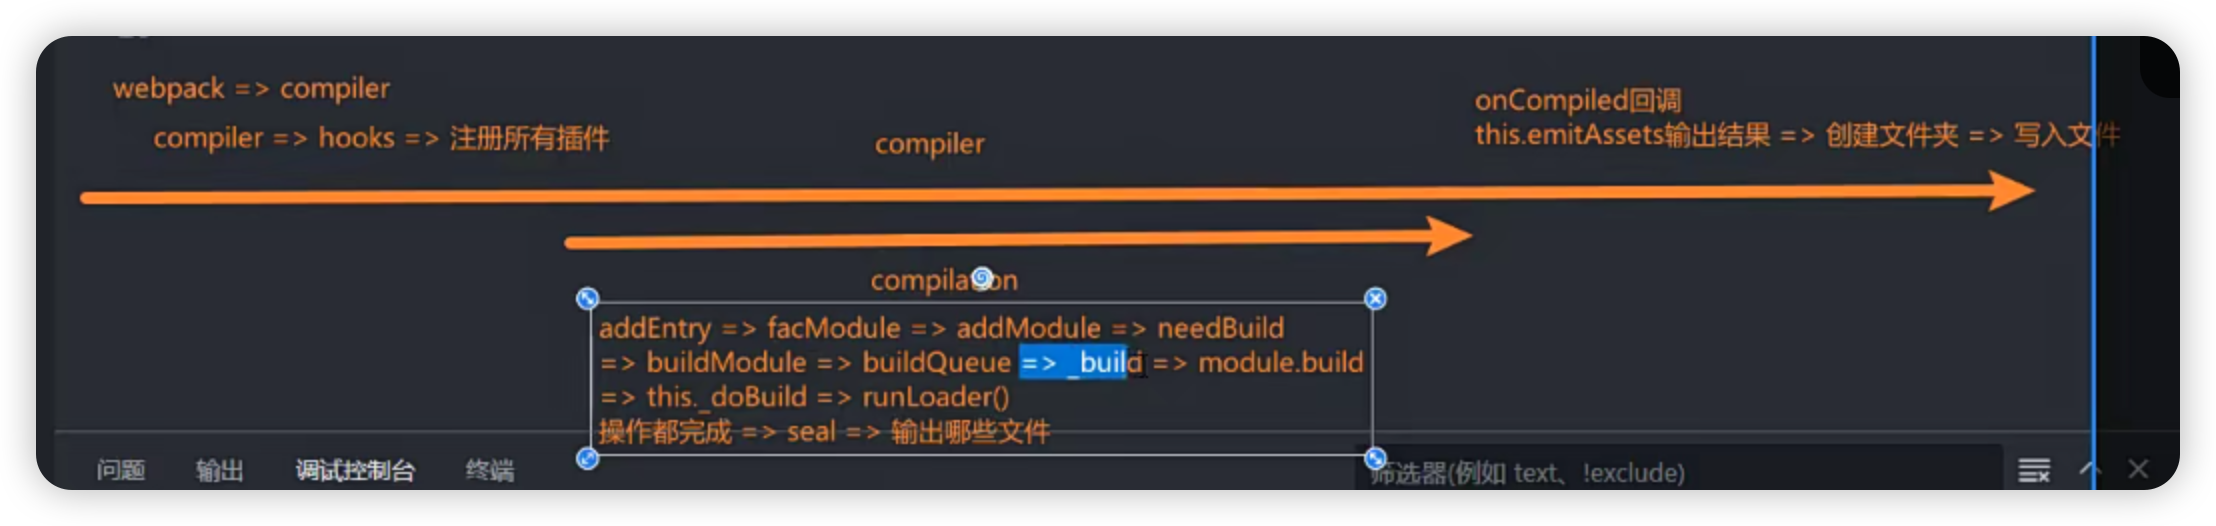 webpack => compiler
compiler => hooks => 注册所有插件
compiler
onCompiled回调
this.emitAssets输出结果 => 创建文件夹 => 写入文件
compilation
addEntry => facModule => addModule => needBuild
=> buildModule => buildQueue => _build => module.build
=> this._doBuild => runLoader()
操作都完成 => seal => 输出哪些文件
问题 输出 调试控制台 终端 筛选器(例如 text、!exclude)